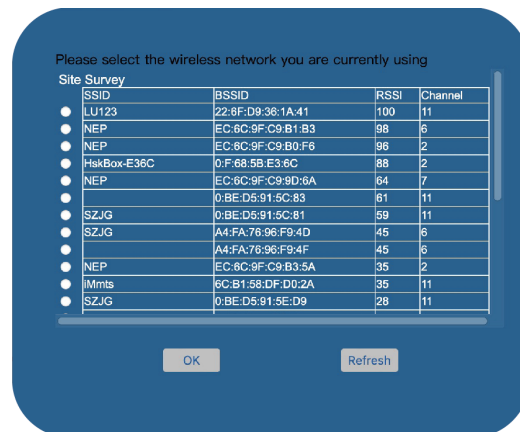 Please select the wireless network you are currently using
Site Survey
SSID BSSID RSSI Channel
LU123 22:6F:D9:36:1A:41 100 11
NEP EC:6C:9F:C9:B1:B3 98 6
NEP EC:6C:9F:C9:B0:F6 96 2
HskBox-E36C 0:F:68:5B:E3:6C 88 2
NEP EC:6C:9F:C9:9D:6A 64 7
0:BE:D5:91:5C:83 61 11
SZJG 0:BE:D5:91:5C:81 59 11
SZJG A4:FA:76:96:F9:4D 45 6
A4:FA:76:96:F9:4F 45 6
NEP EC:6C:9F:C9:B3:5A 35 2
iMmts 6C:B1:58:DF:D0:2A 35 11
SZJG 0:BE:D5:91:5E:D9 28 11
OK Refresh